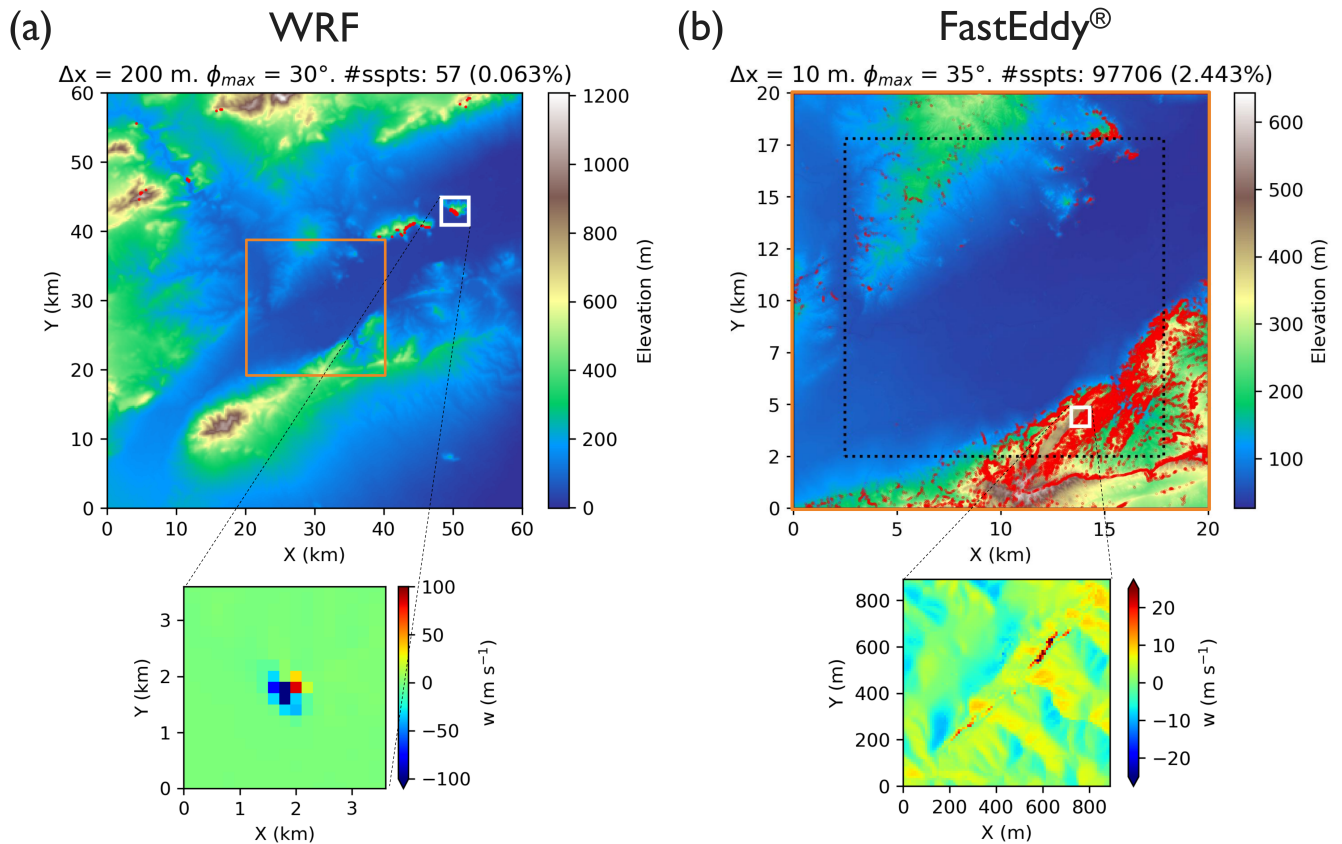 (a) WRF
Δx = 200 m. ϕmax = 30°. #sspts: 57 (0.063%)
60
50
40
30
20
10
0
Y (km)
0 10 20 30 40 50 60
X (km)
1200
1000
800
600
400
200
0
Elevation (m)
3
2
1
0
Y (km)
0 1 2 3
X (km)
100
50
0
−50
−100
w (m s⁻¹)
(b) FastEddy®
Δx = 10 m. ϕmax = 35°. #sspts: 97706 (2.443%)
20
17
15
12
10
7
5
2
0
Y (km)
0 5 10 15 20
X (km)
600
500
400
300
200
100
Elevation (m)
800
600
400
200
0
Y (m)
0 200 400 600 800
X (m)
20
10
0
−10
−20
w (m s⁻¹)